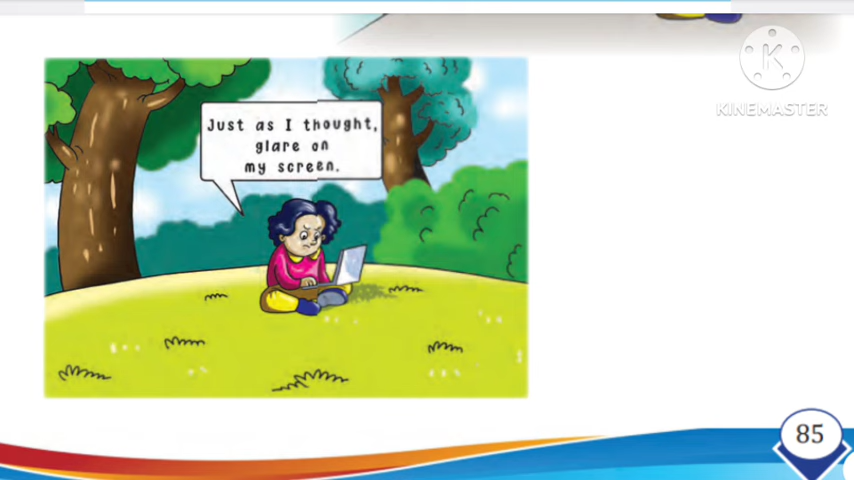 K
KINEMASTER
Just as I thought,
glare on
my screen.
85